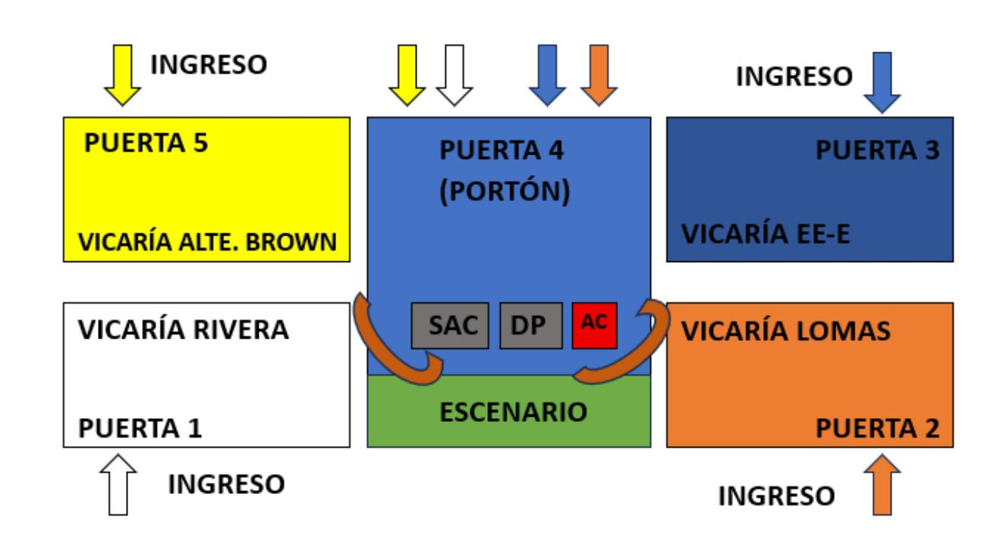 INGRESO
INGRESO
PUERTA 5
VICARÍA ALTE. BROWN
PUERTA 4
(PORTÓN)
PUERTA 3
VICARÍA EE-E
VICARÍA RIVERA
PUERTA 1
SAC
DP
AC
ESCENARIO
VICARÍA LOMAS
PUERTA 2
INGRESO
INGRESO